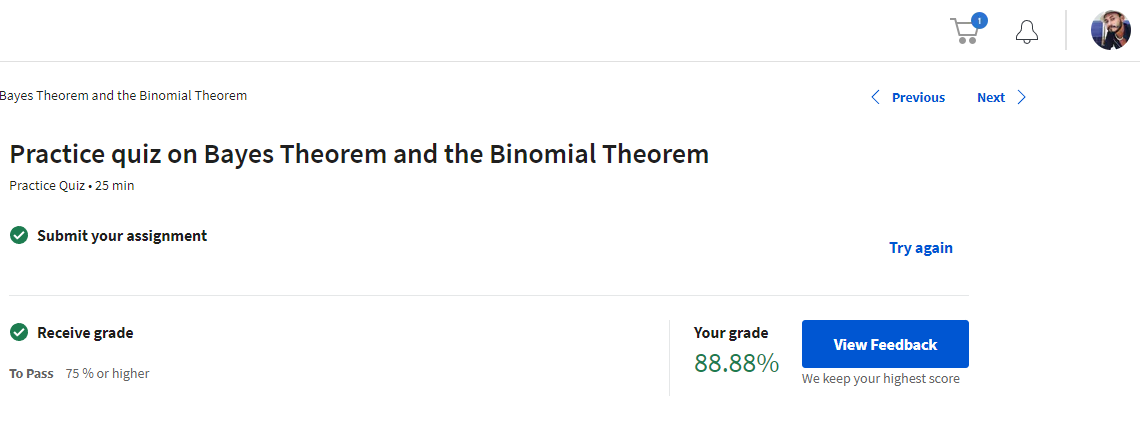 1
Bayes Theorem and the Binomial Theorem
Previous
Next
Practice quiz on Bayes Theorem and the Binomial Theorem
Practice Quiz • 25 min
Submit your assignment
Try again
Receive grade
To Pass 75 % or higher
Your grade
88.88%
View Feedback
We keep your highest score